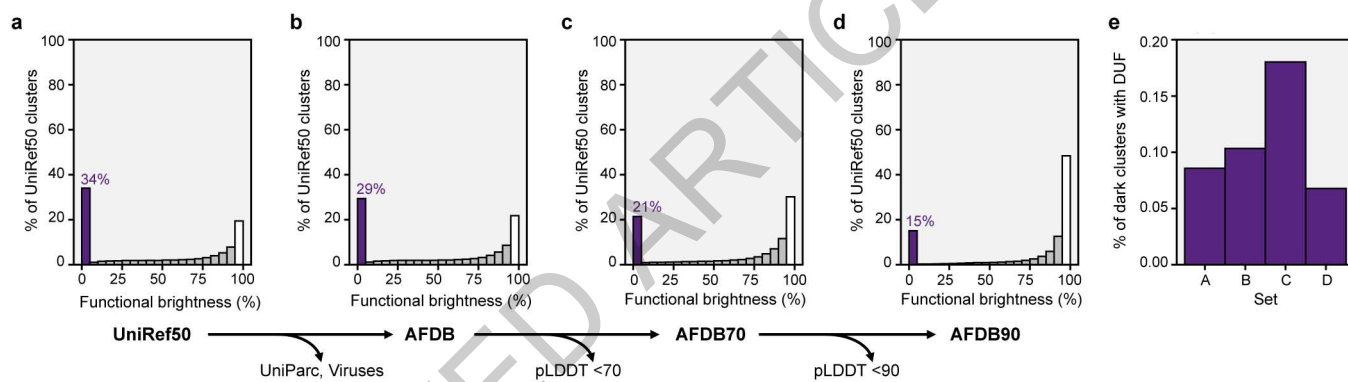 a
100
80
60
40
20
0
% of UniRef50 clusters
34%
0 25 50 75 100
Functional brightness (%)
b
100
80
60
40
20
0
% of UniRef50 clusters
29%
0 25 50 75 100
Functional brightness (%)
c
100
80
60
40
20
0
% of UniRef50 clusters
21%
0 25 50 75 100
Functional brightness (%)
d
100
80
60
40
20
0
% of UniRef50 clusters
15%
0 25 50 75 100
Functional brightness (%)
e
0.20
0.15
0.10
0.05
0.00
% of dark clusters with DUF
A B C D
Set
UniRef50 AFDB AFDB70 AFDB90
UniParc, Viruses pLDDT <70 pLDDT <90